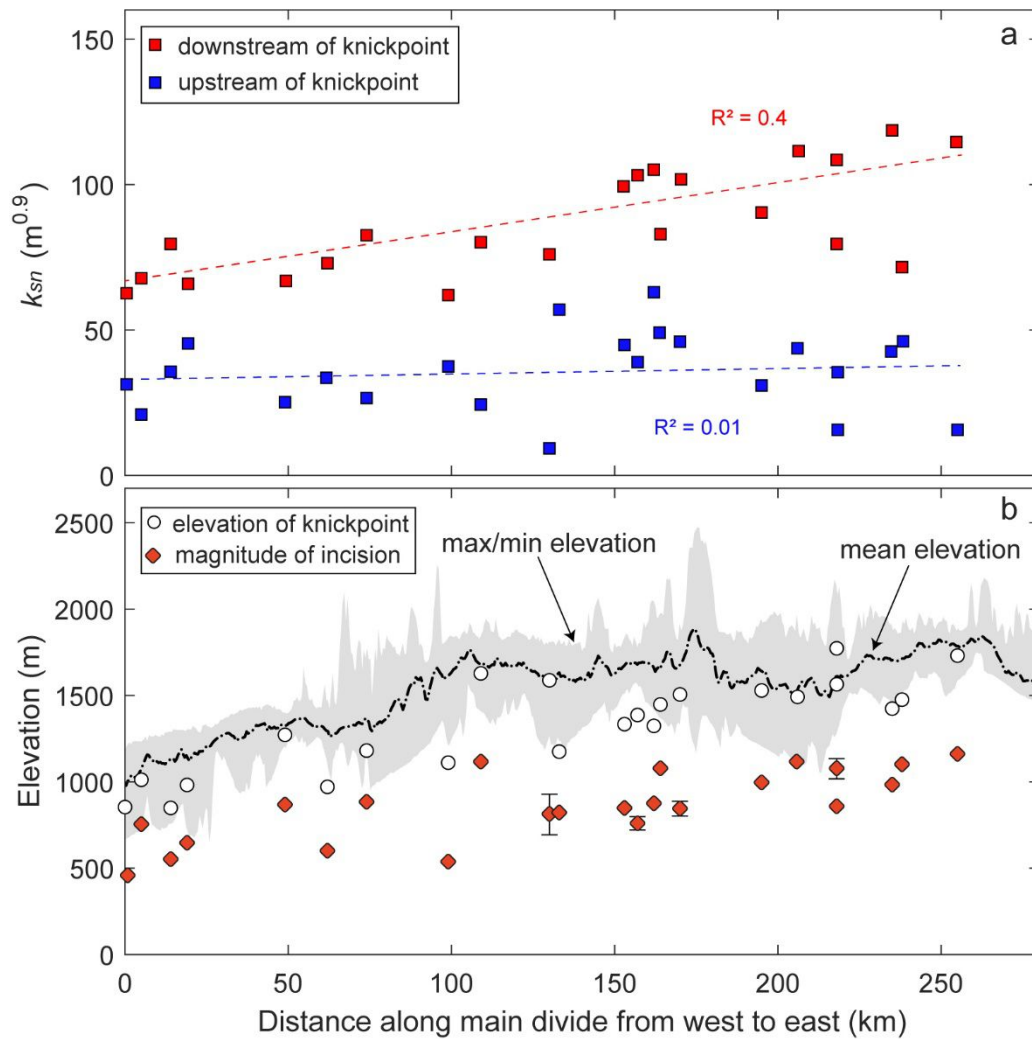 a
downstream of knickpoint
upstream of knickpoint
R² = 0.4
R² = 0.01
150
100
50
0
k_sn (m^0.9)
b
elevation of knickpoint
magnitude of incision
max/min elevation
mean elevation
2500
2000
1500
1000
500
0
Elevation (m)
0 50 100 150 200 250
Distance along main divide from west to east (km)